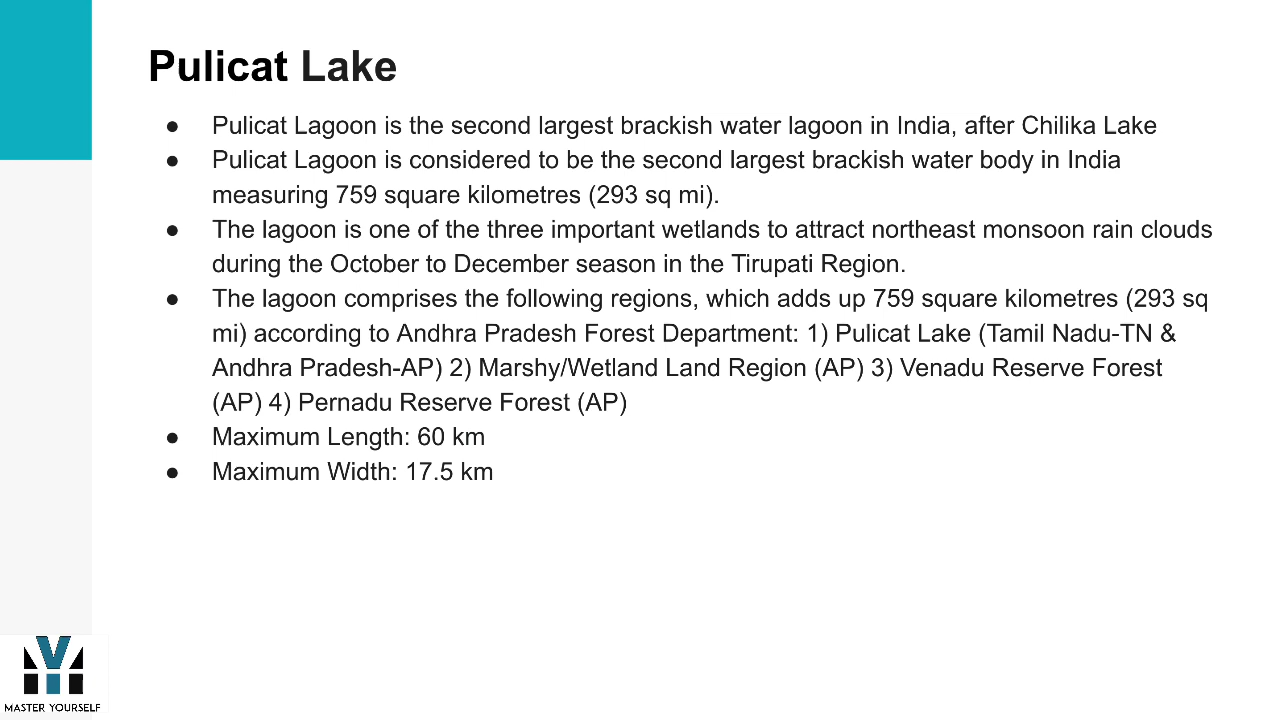 Pulicat Lake
● Pulicat Lagoon is the second largest brackish water lagoon in India, after Chilika Lake
● Pulicat Lagoon is considered to be the second largest brackish water body in India
measuring 759 square kilometres (293 sq mi).
● The lagoon is one of the three important wetlands to attract northeast monsoon rain clouds
during the October to December season in the Tirupati Region.
● The lagoon comprises the following regions, which adds up 759 square kilometres (293 sq
mi) according to Andhra Pradesh Forest Department: 1) Pulicat Lake (Tamil Nadu-TN &
Andhra Pradesh-AP) 2) Marshy/Wetland Land Region (AP) 3) Venadu Reserve Forest
(AP) 4) Pernadu Reserve Forest (AP)
● Maximum Length: 60 km
● Maximum Width: 17.5 km
MASTER YOURSELF